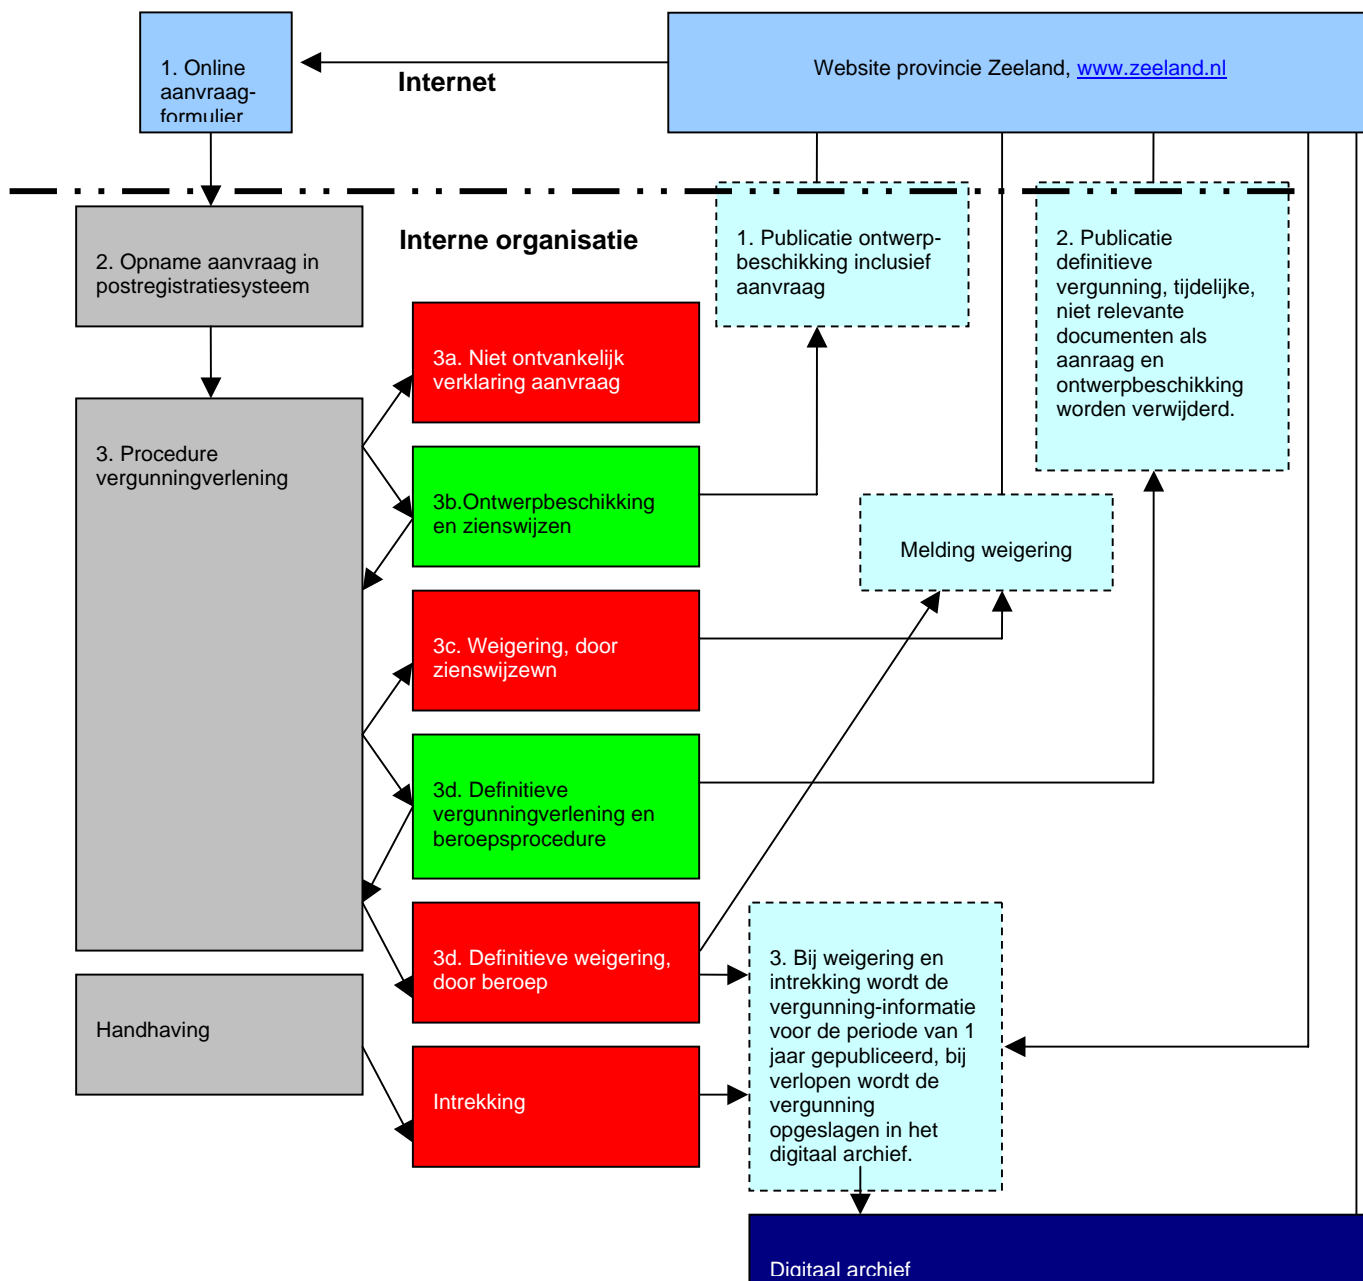 1. Online
aanvraag-
formulier
Internet
Website provincie Zeeland, www.zeeland.nl
Interne organisatie
2. Opname aanvraag in
postregistratiesysteem
1. Publicatie ontwerp-
beschikking inclusief
aanvraag
2. Publicatie
definitieve
vergunning, tijdelijke,
niet relevante
documenten als
aanraag en
ontwerpbeschikking
worden verwijderd.
3a. Niet ontvankelijk
verklaring aanvraag
3. Procedure
vergunningverlening
3b.Ontwerpbeschikking
en zienswijzen
Melding weigering
3c. Weigering, door
zienswijzewn
3d. Definitieve
vergunningverlening en
beroepsprocedure
3d. Definitieve weigering,
door beroep
3. Bij weigering en
intrekking wordt de
vergunning-informatie
voor de periode van 1
jaar gepubliceerd, bij
verlopen wordt de
vergunning
opgeslagen in het
digitaal archief.
Handhaving
Intrekking
Digitaal archief